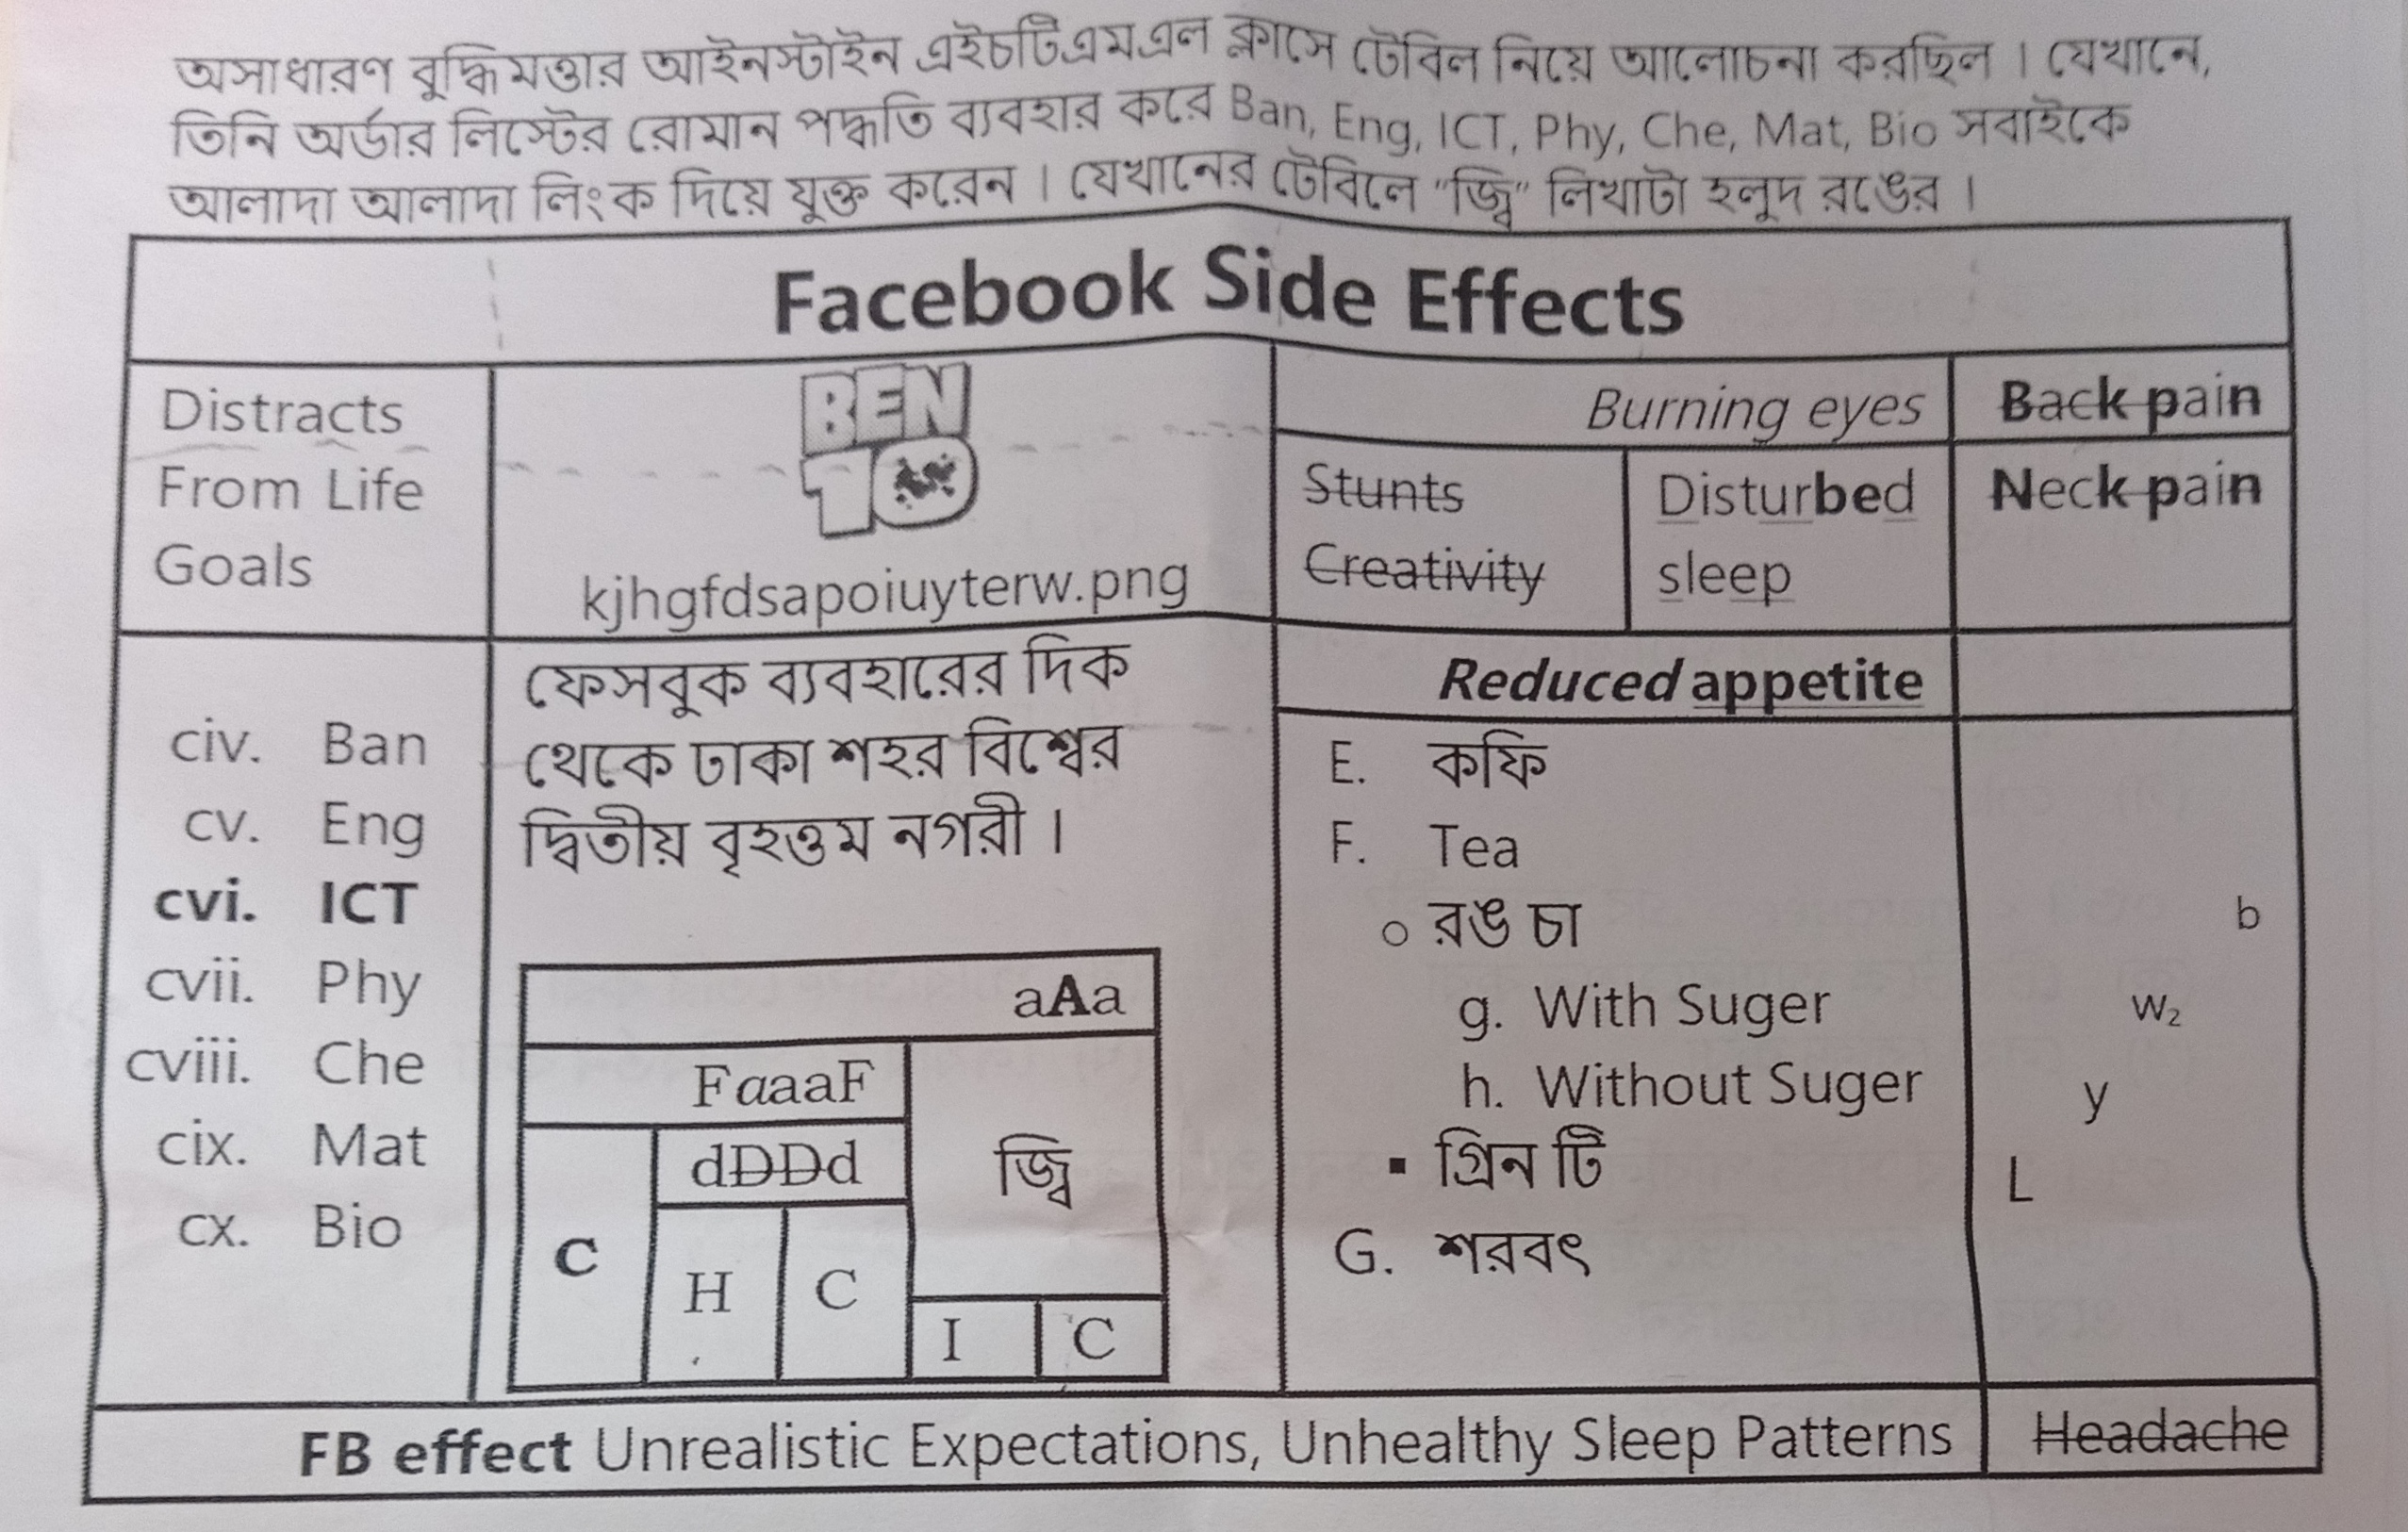 অসাধারণ বুদ্ধিমত্তার আইনস্টাইন এইচটিএমএল ক্লাসে টেবিল নিয়ে আলোচনা করছিল । যেখানে,
তিনি অর্ডার লিস্টের রোমান পদ্ধতি ব্যবহার করে Ban, Eng, ICT, Phy, Che, Mat, Bio সবাইকে
আলাদা আলাদা লিংক দিয়ে যুক্ত করেন । যেখানের টেবিলে "জ্বি" লিখাটা হলুদ রঙের ।
Facebook Side Effects
Distracts
From Life
Goals
BEN
10
kjhgfdsapoiuyterw.png
Burning eyes
Back pain
Stunts
Creativity
Disturbed
sleep
Neck pain
civ. Ban
cv. Eng
cvi. ICT
cvii. Phy
cviii. Che
cix. Mat
cx. Bio
ফেসবুক ব্যবহারের দিক
থেকে ঢাকা শহর বিশ্বের
দ্বিতীয় বৃহত্তম নগরী ।
aAa
FaaaF
dDDd
জ্বি
C
H
C
I
C
Reduced appetite
E. কফি
F. Tea
○ রঙ চা
g. With Suger
h. Without Suger
▪ গ্রিন টি
G. শরবৎ
b
w₂
y
L
FB effect Unrealistic Expectations, Unhealthy Sleep Patterns
Headache